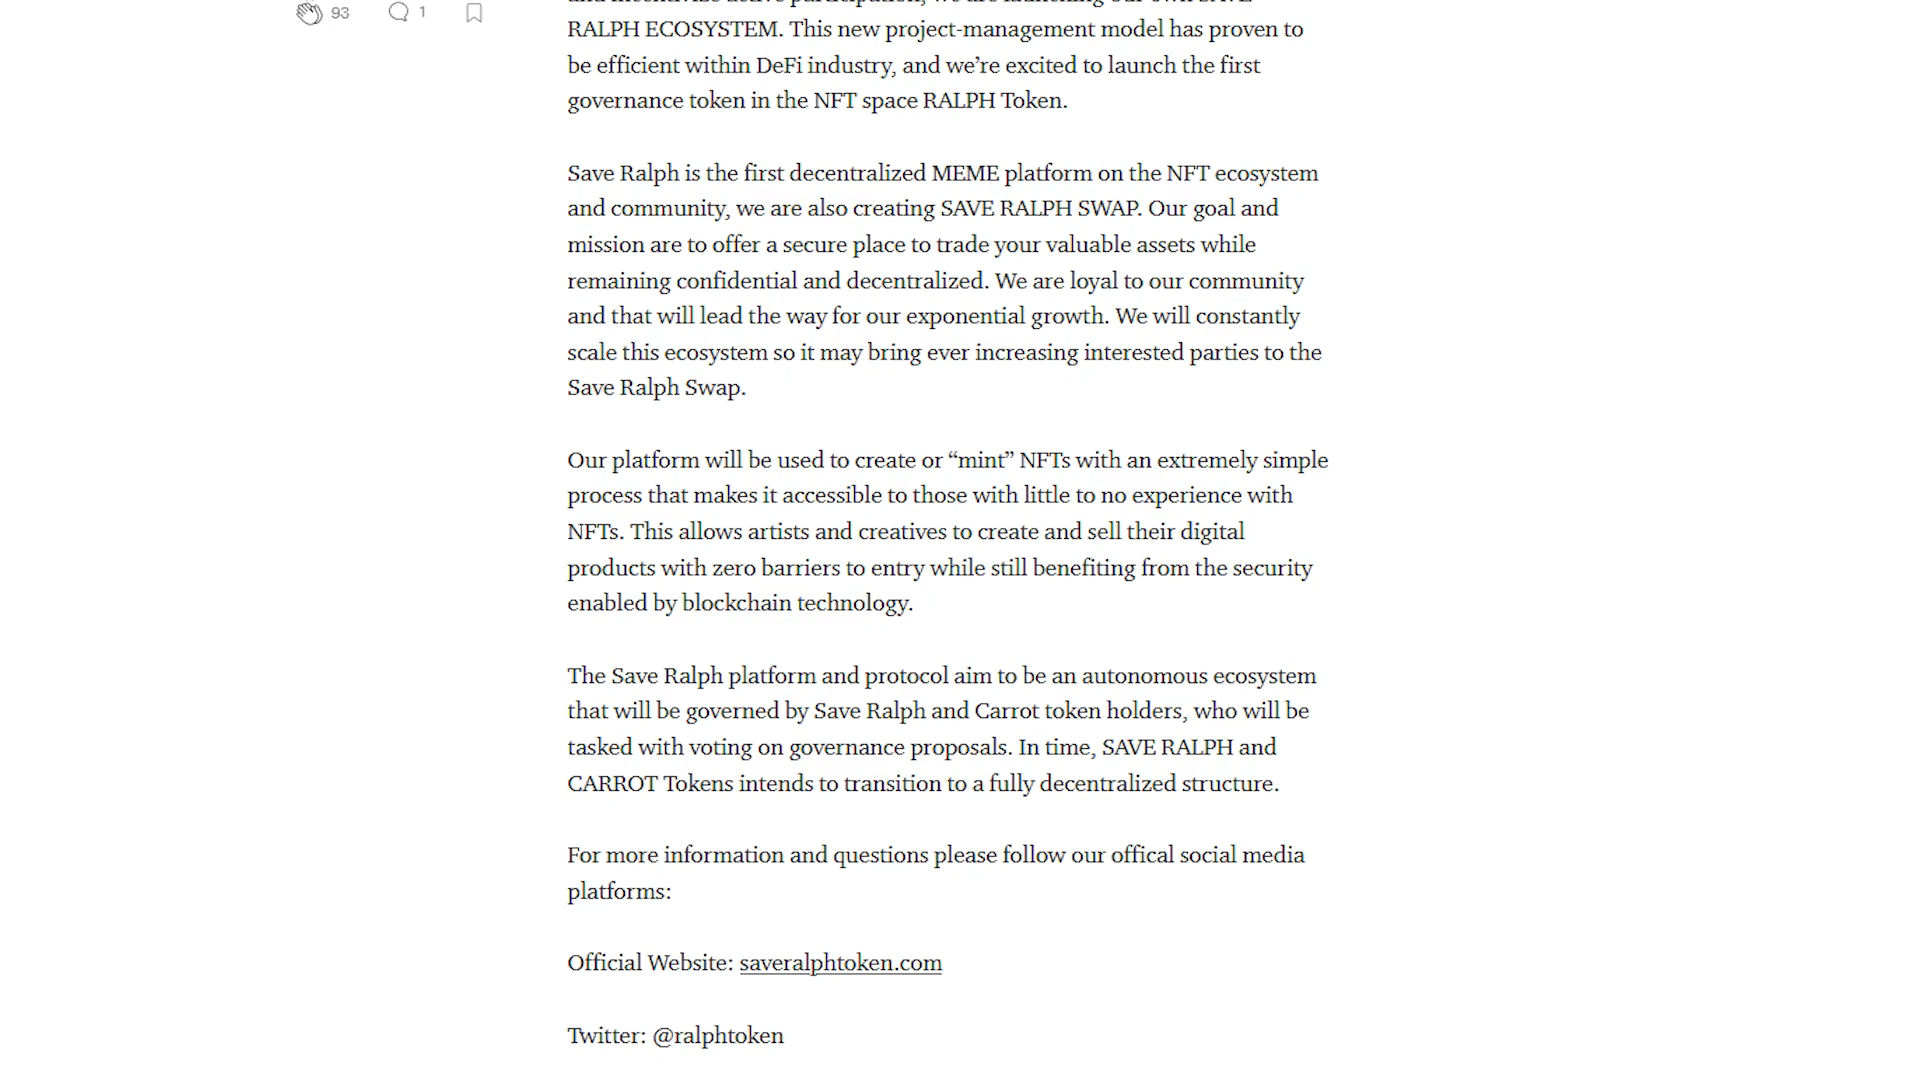 93
1
and incentivize active participation, we are launching our own SAVE
RALPH ECOSYSTEM. This new project-management model has proven to
be efficient within DeFi industry, and we’re excited to launch the first
governance token in the NFT space RALPH Token.
Save Ralph is the first decentralized MEME platform on the NFT ecosystem
and community, we are also creating SAVE RALPH SWAP. Our goal and
mission are to offer a secure place to trade your valuable assets while
remaining confidential and decentralized. We are loyal to our community
and that will lead the way for our exponential growth. We will constantly
scale this ecosystem so it may bring ever increasing interested parties to the
Save Ralph Swap.
Our platform will be used to create or “mint” NFTs with an extremely simple
process that makes it accessible to those with little to no experience with
NFTs. This allows artists and creatives to create and sell their digital
products with zero barriers to entry while still benefiting from the security
enabled by blockchain technology.
The Save Ralph platform and protocol aim to be an autonomous ecosystem
that will be governed by Save Ralph and Carrot token holders, who will be
tasked with voting on governance proposals. In time, SAVE RALPH and
CARROT Tokens intends to transition to a fully decentralized structure.
For more information and questions please follow our offical social media
platforms:
Official Website: saveralphtoken.com
Twitter: @ralphtoken